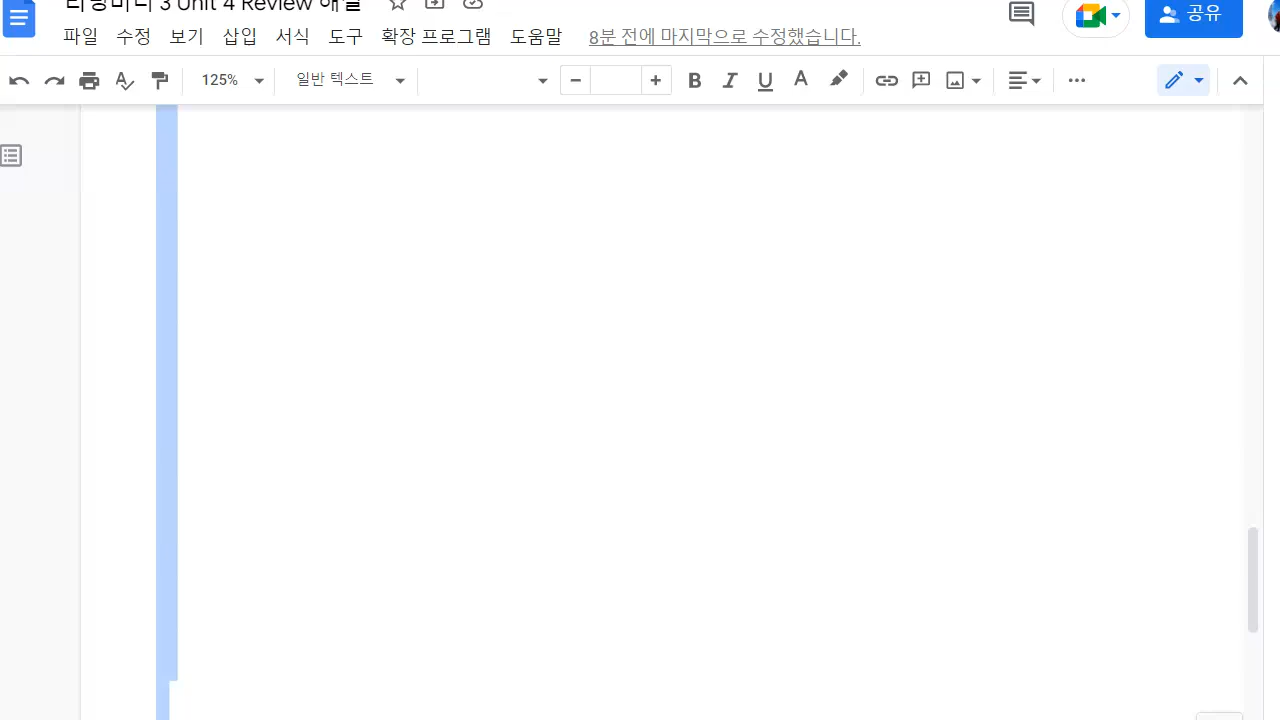 3 Unit 4 Review 해설
공유
파일 수정 보기 삽입 서식 도구 확장 프로그램 도움말 8분 전에 마지막으로 수정했습니다.
125% 일반 텍스트